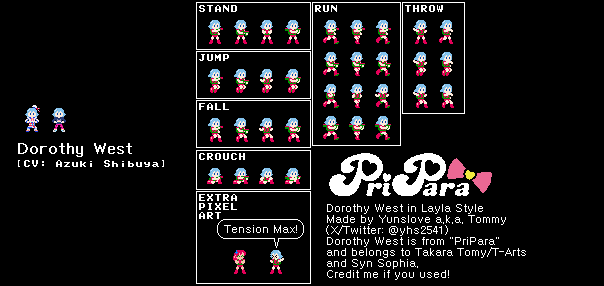 STAND
RUN
THROW
JUMP
FALL
CROUCH
EXTRA
PIXEL
ART
Tension Max!
Dorothy West
[CV: Azuki Shibuya]
PriPara
Dorothy West in Layla Style
Made by Yunslove a,k,a, Tommy
(X/Twitter: @yhs2541)
Dorothy West is from "PriPara"
and belongs to Takara Tomy/T-Arts
and Syn Sophia,
Credit me if you used!